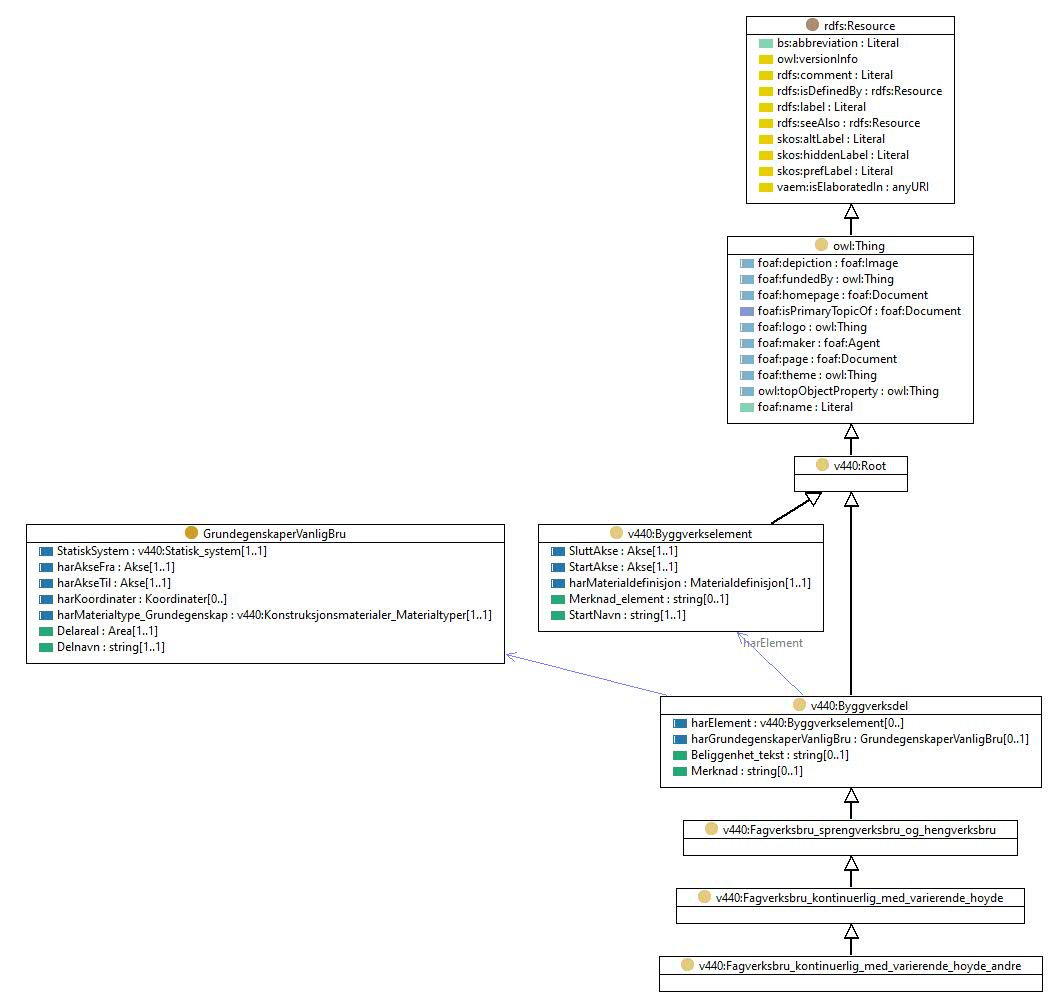 rdfs:Resource
bs:abbreviation : Literal
owl:versionInfo
rdfs:comment : Literal
rdfs:isDefinedBy : rdfs:Resource
rdfs:label : Literal
rdfs:seeAlso : rdfs:Resource
skos:altLabel : Literal
skos:hiddenLabel : Literal
skos:prefLabel : Literal
vaem:isElaboratedIn : anyURI
owl:Thing
foaf:depiction : foaf:Image
foaf:fundedBy : owl:Thing
foaf:homepage : foaf:Document
foaf:isPrimaryTopicOf : foaf:Document
foaf:logo : owl:Thing
foaf:maker : foaf:Agent
foaf:page : foaf:Document
foaf:theme : owl:Thing
owl:topObjectProperty : owl:Thing
foaf:name : Literal
v440:Root
GrundegenskaperVanligBru
StatiskSystem : v440:Statisk_system[1..1]
harAkseFra : Akse[1..1]
harAkseTil : Akse[1..1]
harKoordinater : Koordinater[0..]
harMaterialtype_Grundegenskap : v440:Konstruksjonsmaterialer_Materialtyper[1..1]
Delareal : Area[1..1]
Delnavn : string[1..1]
v440:Byggverkselement
SluttAkse : Akse[1..1]
StartAkse : Akse[1..1]
harMaterialdefinisjon : Materialdefinisjon[1..1]
Merknad_element : string[0..1]
StartNavn : string[1..1]
harElement
v440:Byggverksdel
harElement : v440:Byggverkselement[0..]
harGrundegenskaperVanligBru : GrundegenskaperVanligBru[0..1]
Beliggenhet_tekst : string[0..1]
Merknad : string[0..1]
v440:Fagverksbru_sprengverksbru_og_hengverksbru
v440:Fagverksbru_kontinuerlig_med_varierende_hoyde
v440:Fagverksbru_kontinuerlig_med_varierende_hoyde_andre